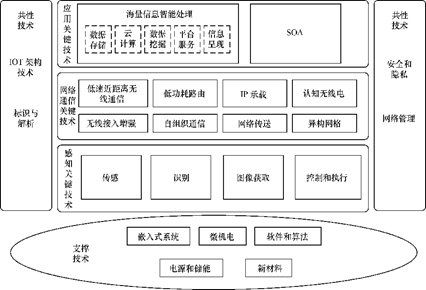 共性
技术
IOT 架构
技术
标识与
解析
应用
关键
技术
海量信息智能处理
数据
存储
云
计算
数据
挖掘
平台
服务
信息
呈现
SOA
网络
通信
关键
技术
低速近距离无
线通信
低功耗路由
IP 承载
认知无线电
无线接入增强
自组织通信
网络传送
异构网格
感知
关键
技术
传感
识别
图像获取
控制和执行
共性
技术
安全和
隐私
网络管理
支撑
技术
嵌入式系统
微机电
软件和算法
电源和储能
新材料